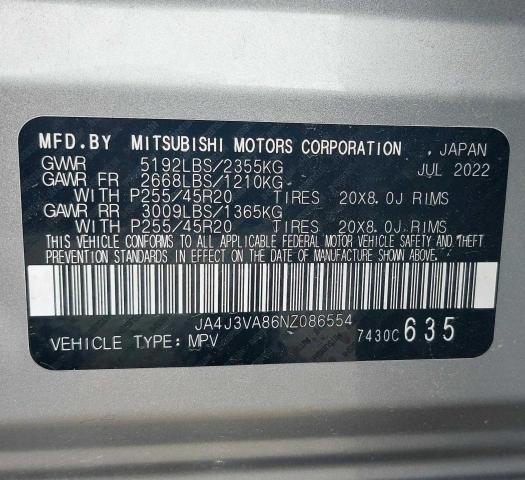 MFD.BY MITSUBISHI MOTORS CORPORATION , JAPAN
GVWR 5192LBS/2355KG JUL 2022
GAWR FR 2668LBS/1210KG
WITH P255/45R20 TIRES 20X8.0J RIMS
GAWR RR 3009LBS/1365KG
WITH P255/45R20 TIRES 20X8.0J RIMS
THIS VEHICLE CONFORMS TO ALL APPLICABLE FEDERAL MOTOR VEHICLE SAFETY AND THEFT
PREVENTION STANDARDS IN EFFECT ON THE DATE OF MANUFACTURE SHOWN ABOVE.
JA4J3VA86NZ086554
VEHICLE TYPE:MPV 7430C 635